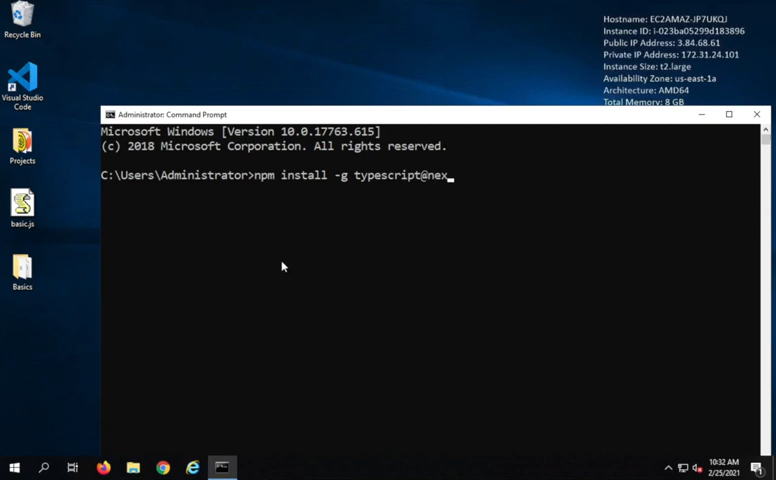 Recycle Bin
Visual Studio
Code
Projects
basic.js
Basics
Hostname: EC2AMAZ-JP7UKQJ
Instance ID: i-023ba05299d183896
Public IP Address: 3.84.68.61
Private IP Address: 172.31.24.101
Instance Size: t2.large
Availability Zone: us-east-1a
Architecture: AMD64
Total Memory: 8 GB
Administrator: Command Prompt
Microsoft Windows [Version 10.0.17763.615]
(c) 2018 Microsoft Corporation. All rights reserved.
C:\Users\Administrator>npm install -g typescript@nex
10:32 AM
2/25/2021
1